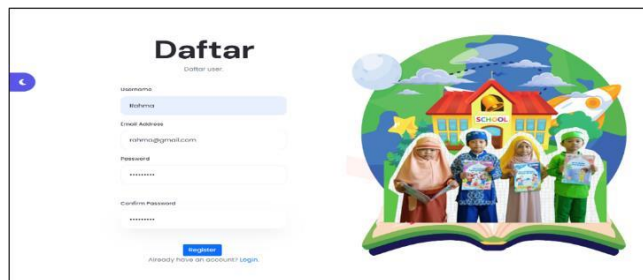 Daftar
Daftar user
Username
Rahma
Email Address
rahma@gmail.com
Password
•••••••••
Confirm Password
•••••••••
Register
Already have an account? Login
SCHOOL